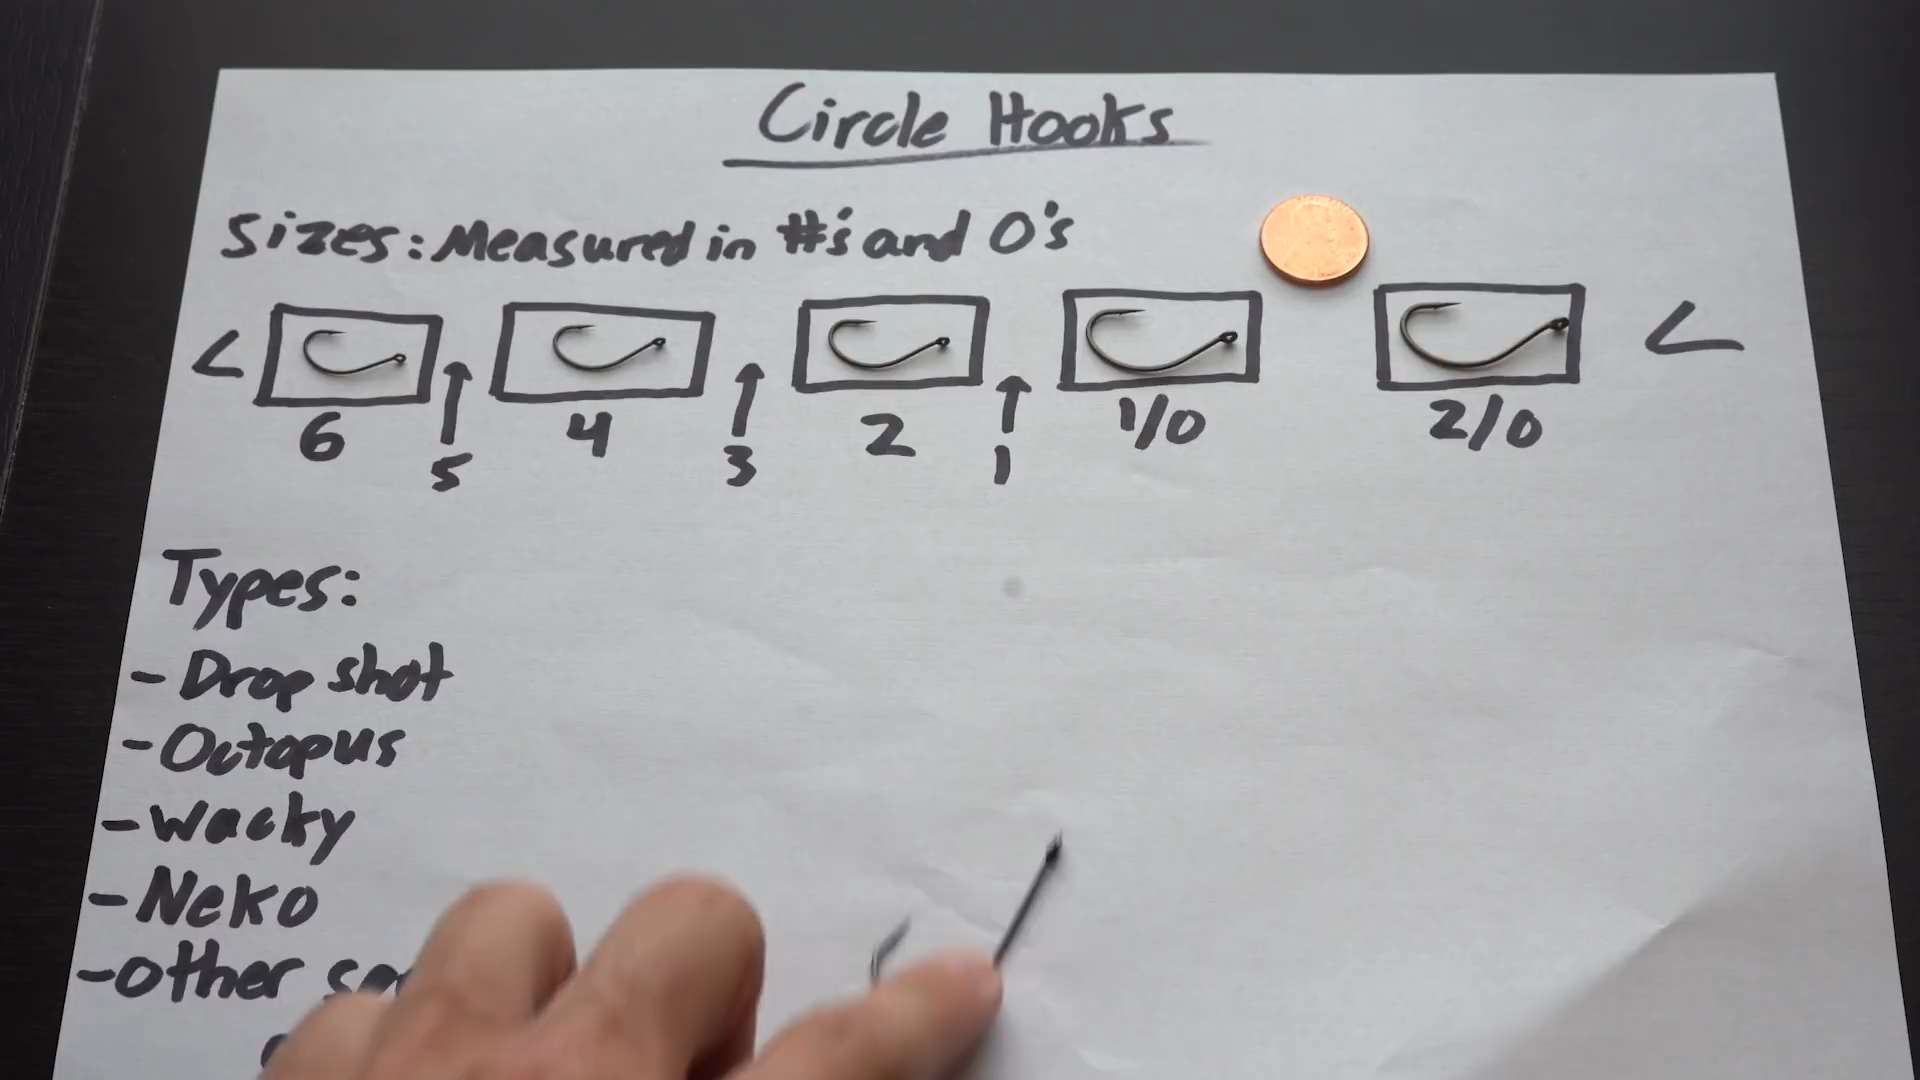 Circle Hooks
Sizes: Measured in #'s and O's
< 6 5 4 3 2 1 1/0 2/0 <
Types:
- Drop shot
- Octopus
- Wacky
- Neko
- other